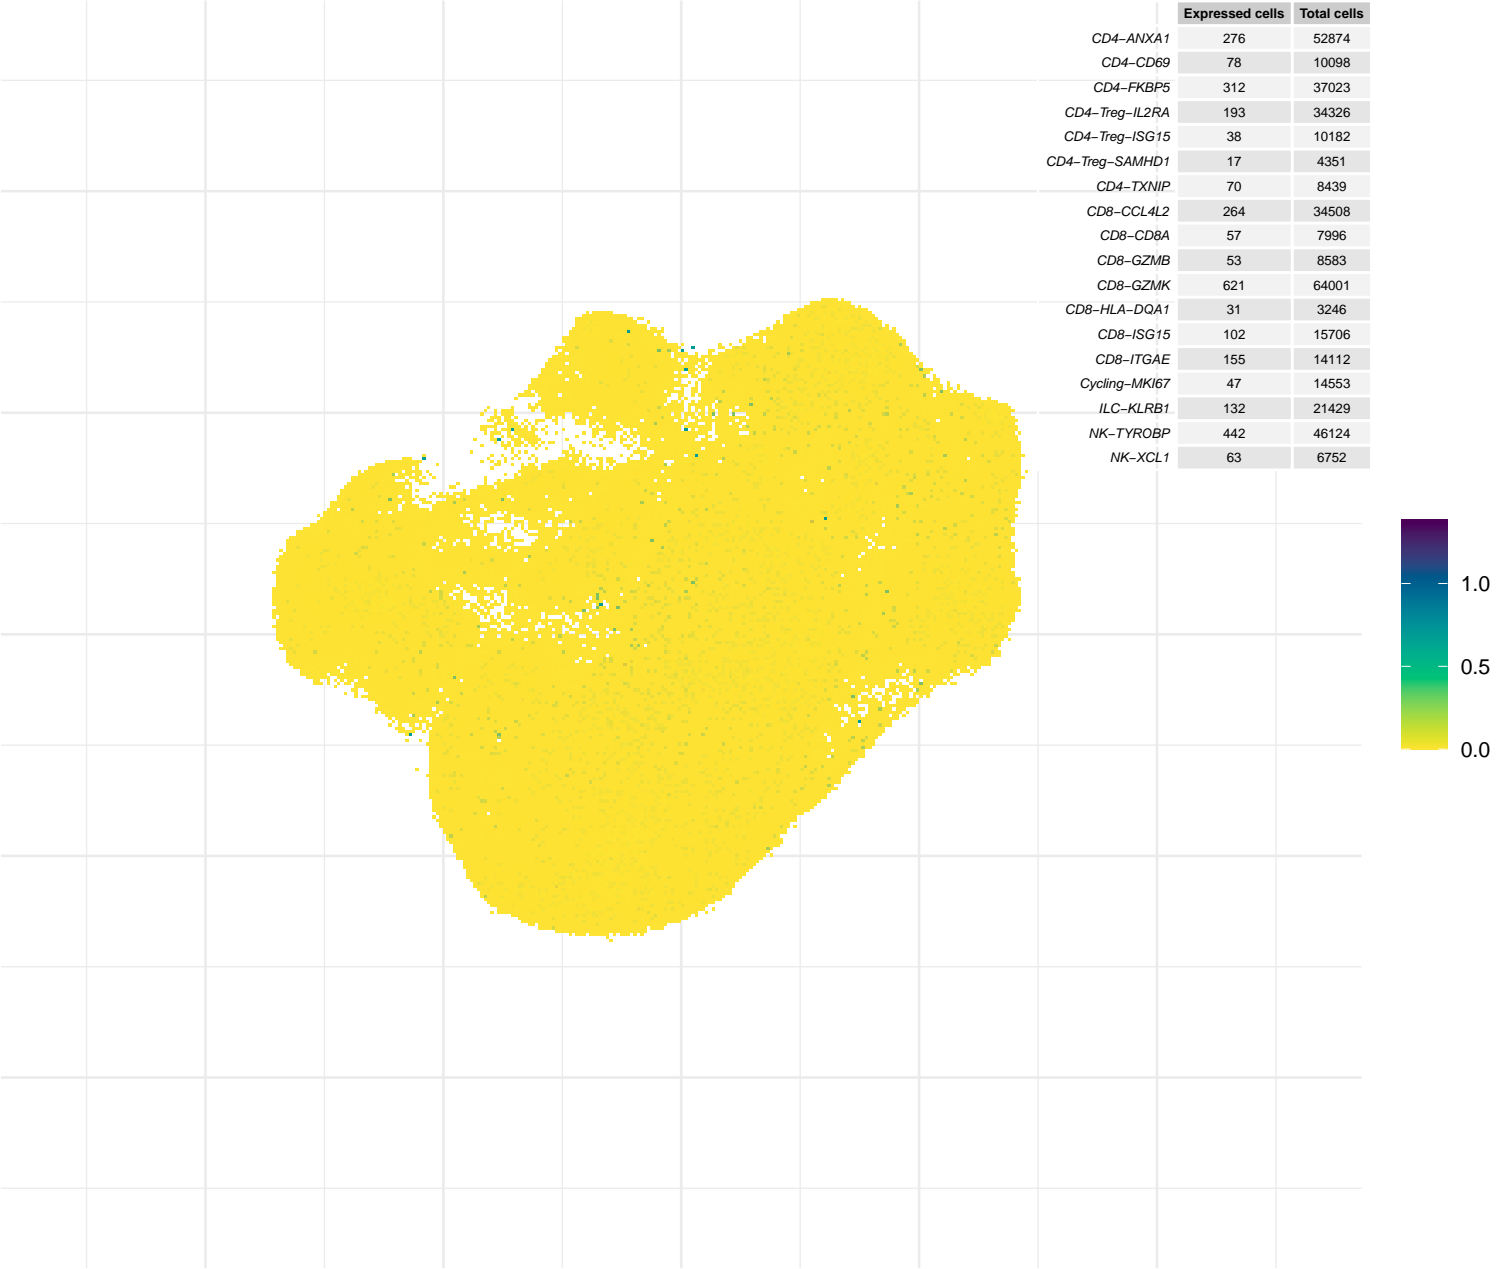 Expressed cells Total cells
CD4−ANXA1 276 52874
CD4−CD69 78 10098
CD4−FKBP5 312 37023
CD4−Treg−IL2RA 193 34326
CD4−Treg−ISG15 38 10182
CD4−Treg−SAMHD1 17 4351
CD4−TXNIP 70 8439
CD8−CCL4L2 264 34508
CD8−CD8A 57 7996
CD8−GZMB 53 8583
CD8−GZMK 621 64001
CD8−HLA−DQA1 31 3246
CD8−ISG15 102 15706
CD8−ITGAE 155 14112
Cycling−MKI67 47 14553
ILC−KLRB1 132 21429
NK−TYROBP 442 46124
NK−XCL1 63 6752
1.0
0.5
0.0